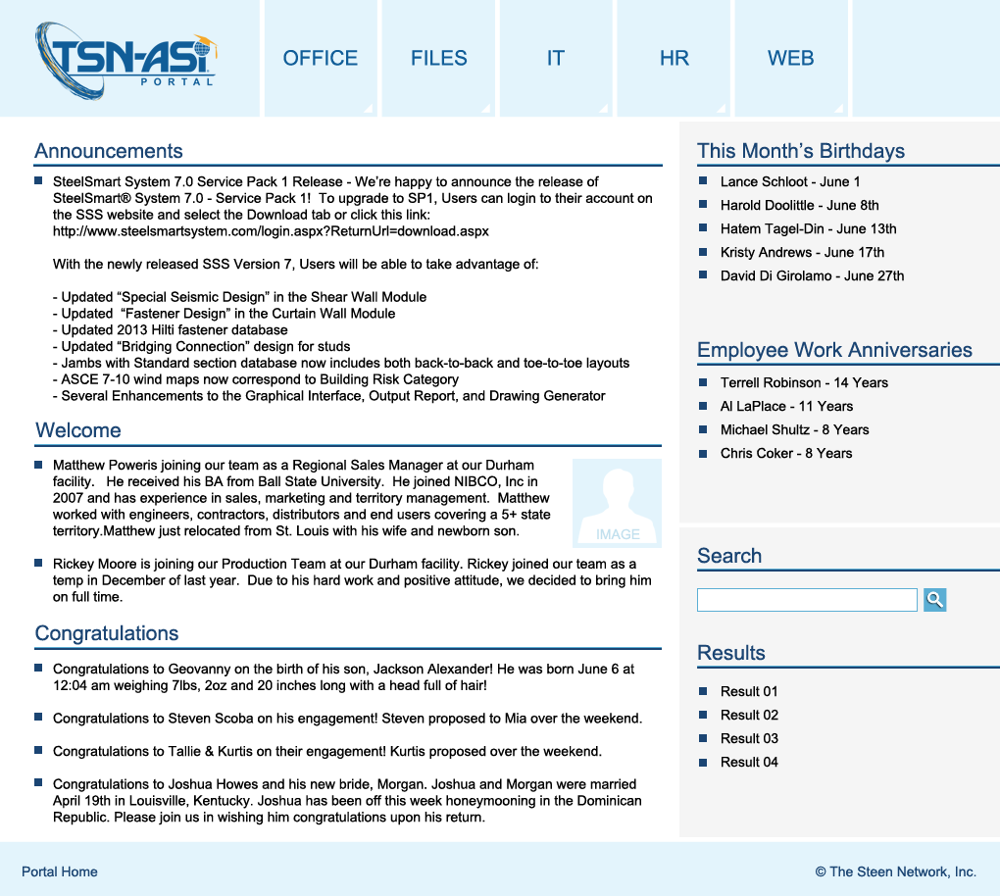 TSN-ASi
PORTAL
OFFICE
FILES
IT
HR
WEB
Announcements
SteelSmart System 7.0 Service Pack 1 Release - We're happy to announce the release of
SteelSmart® System 7.0 - Service Pack 1!  To upgrade to SP1, Users can login to their account on
the SSS website and select the Download tab or click this link:
http://www.steelsmartsystem.com/login.aspx?ReturnUrl=download.aspx
With the newly released SSS Version 7, Users will be able to take advantage of:
- Updated “Special Seismic Design” in the Shear Wall Module
- Updated  “Fastener Design” in the Curtain Wall Module
- Updated 2013 Hilti fastener database
- Updated “Bridging Connection” design for studs
- Jambs with Standard section database now includes both back-to-back and toe-to-toe layouts
- ASCE 7-10 wind maps now correspond to Building Risk Category
- Several Enhancements to the Graphical Interface, Output Report, and Drawing Generator
Welcome
Matthew Poweris joining our team as a Regional Sales Manager at our Durham
facility.   He received his BA from Ball State University.  He joined NIBCO, Inc in
2007 and has experience in sales, marketing and territory management.  Matthew
worked with engineers, contractors, distributors and end users covering a 5+ state
territory.Matthew just relocated from St. Louis with his wife and newborn son.
IMAGE
Rickey Moore is joining our Production Team at our Durham facility. Rickey joined our team as a
temp in December of last year.  Due to his hard work and positive attitude, we decided to bring him
on full time.
Congratulations
Congratulations to Geovanny on the birth of his son, Jackson Alexander! He was born June 6 at
12:04 am weighing 7lbs, 2oz and 20 inches long with a head full of hair!
Congratulations to Steven Scoba on his engagement! Steven proposed to Mia over the weekend.
Congratulations to Tallie & Kurtis on their engagement! Kurtis proposed over the weekend.
Congratulations to Joshua Howes and his new bride, Morgan. Joshua and Morgan were married
April 19th in Louisville, Kentucky. Joshua has been off this week honeymooning in the Dominican
Republic. Please join us in wishing him congratulations upon his return.
This Month’s Birthdays
Lance Schloot - June 1
Harold Doolittle - June 8th
Hatem Tagel-Din - June 13th
Kristy Andrews - June 17th
David Di Girolamo - June 27th
Employee Work Anniversaries
Terrell Robinson - 14 Years
Al LaPlace - 11 Years
Michael Shultz - 8 Years
Chris Coker - 8 Years
Search
Results
Result 01
Result 02
Result 03
Result 04
Portal Home
© The Steen Network, Inc.